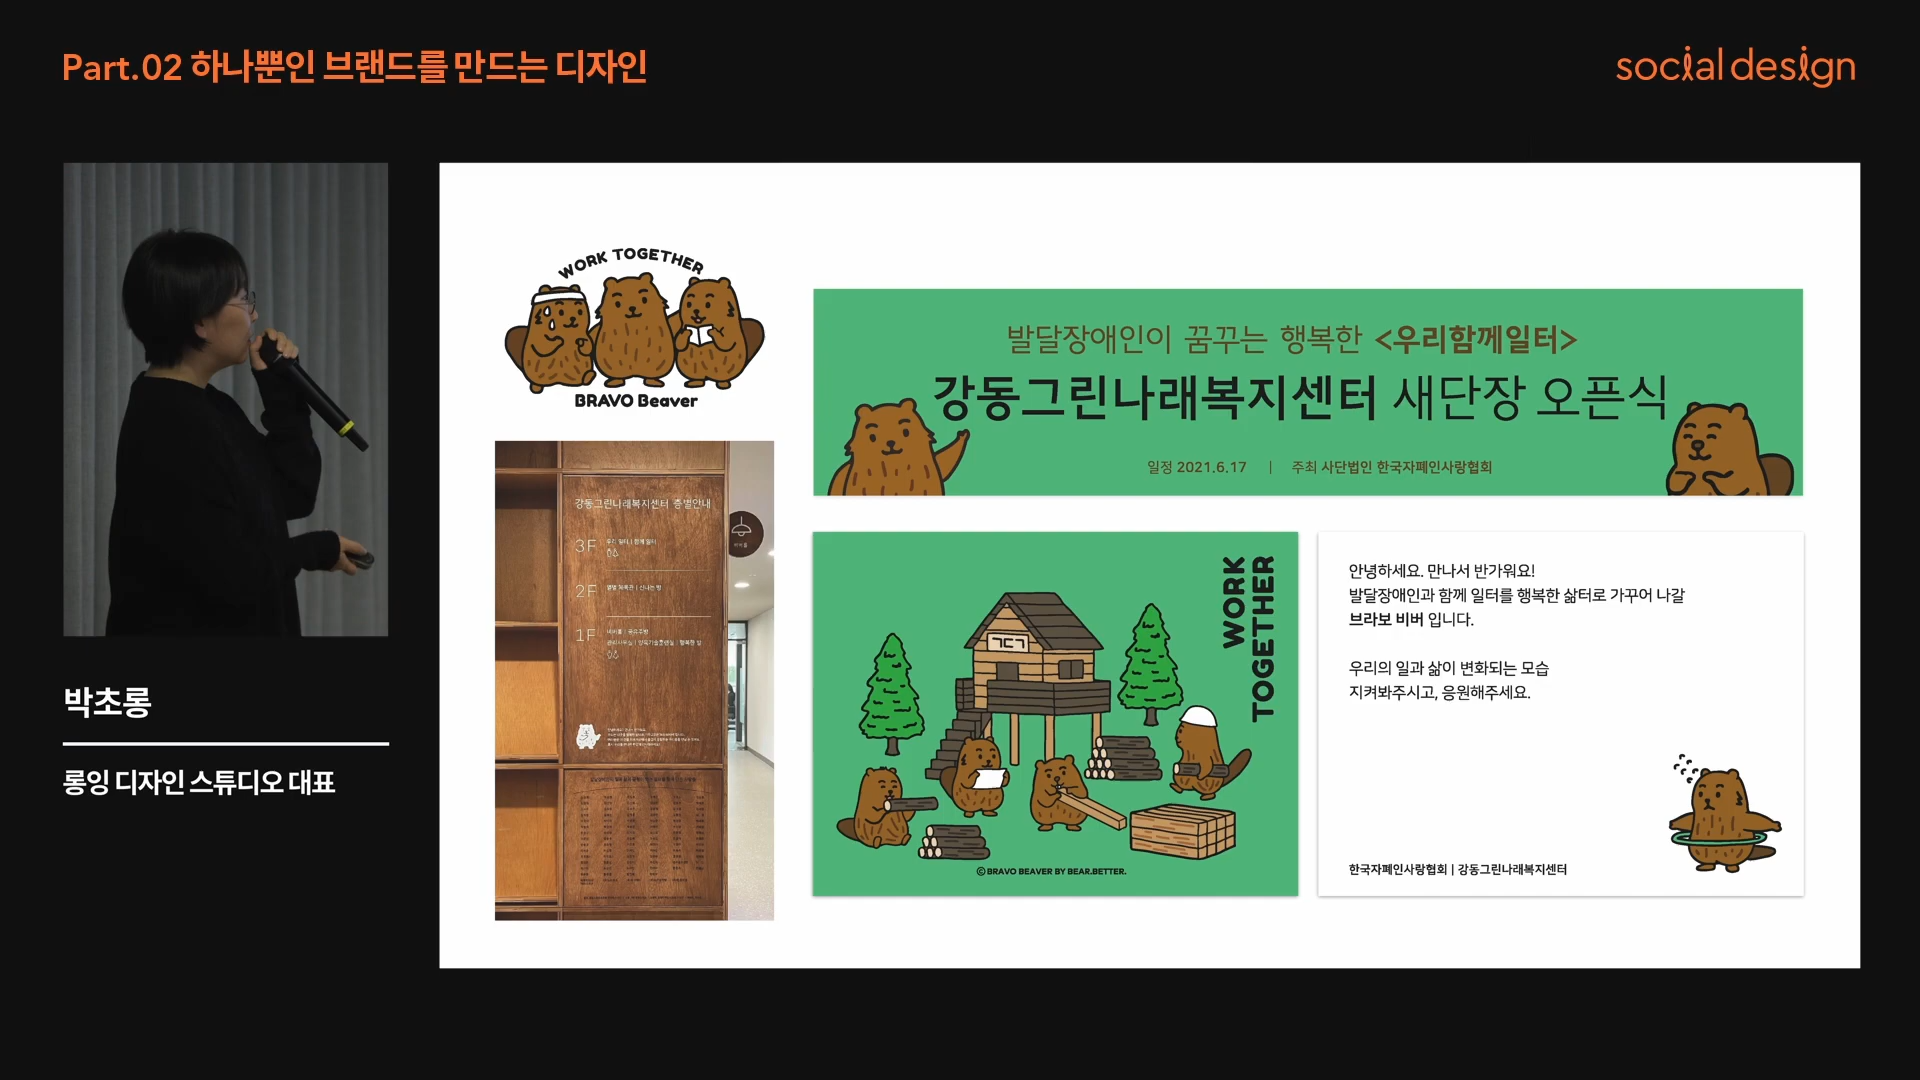 Part.02 하나뿐인 브랜드를 만드는 디자인
social design
박초롱
롱잉 디자인 스튜디오 대표
WORK TOGETHER
BRAVO Beaver
강동그린나래복지센터 층별안내
3F 우리 일터 | 함께 일터
2F
1F
발달장애인이 꿈꾸는 행복한 <우리함께일터>
강동그린나래복지센터 새단장 오픈식
일정 2021.6.17 | 주최 사단법인 한국자폐인사랑협회
WORK
TOGETHER
ㄱㄷㄱ
© BRAVO BEAVER BY BEAR.BETTER.
안녕하세요. 만나서 반가워요!
발달장애인과 함께 일터를 행복한 삶터로 가꾸어 나갈
브라보 비버 입니다.
우리의 일과 삶이 변화되는 모습
지켜봐주시고, 응원해주세요.
한국자폐인사랑협회 | 강동그린나래복지센터